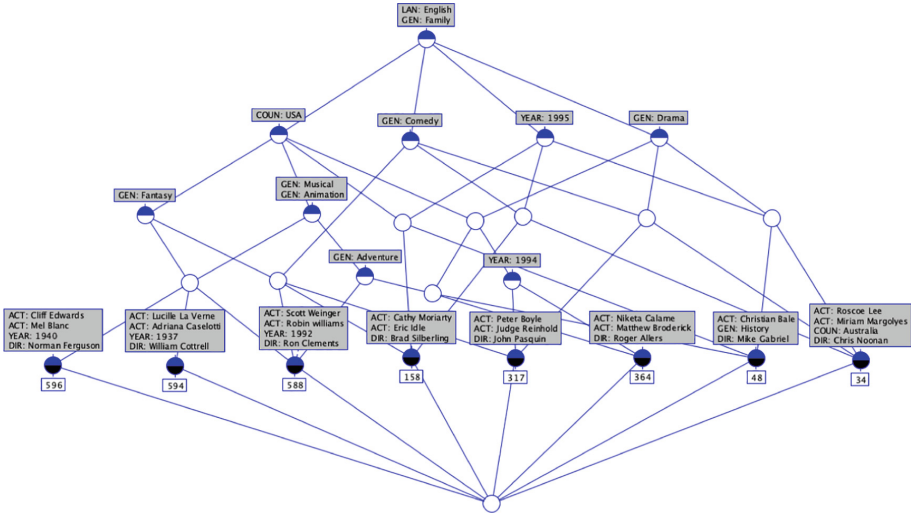 LAN: English
GEN: Family
COUN: USA
GEN: Comedy
YEAR: 1995
GEN: Drama
GEN: Fantasy
GEN: Musical
GEN: Animation
GEN: Adventure
YEAR: 1994
ACT: Cliff Edwards
ACT: Mel Blanc
YEAR: 1940
DIR: Norman Ferguson
ACT: Lucille La Verne
ACT: Adriana Caselotti
YEAR: 1937
DIR: William Cottrell
ACT: Scott Weinger
ACT: Robin williams
YEAR: 1992
DIR: Ron Clements
ACT: Cathy Moriarty
ACT: Eric Idle
DIR: Brad Silberling
ACT: Peter Boyle
ACT: Judge Reinhold
DIR: John Pasquin
ACT: Niketa Calame
ACT: Matthew Broderick
DIR: Roger Allers
ACT: Christian Bale
GEN: History
DIR: Mike Gabriel
ACT: Roscoe Lee
ACT: Miriam Margolyes
COUN: Australia
DIR: Chris Noonan
596
594
588
158
317
364
48
34